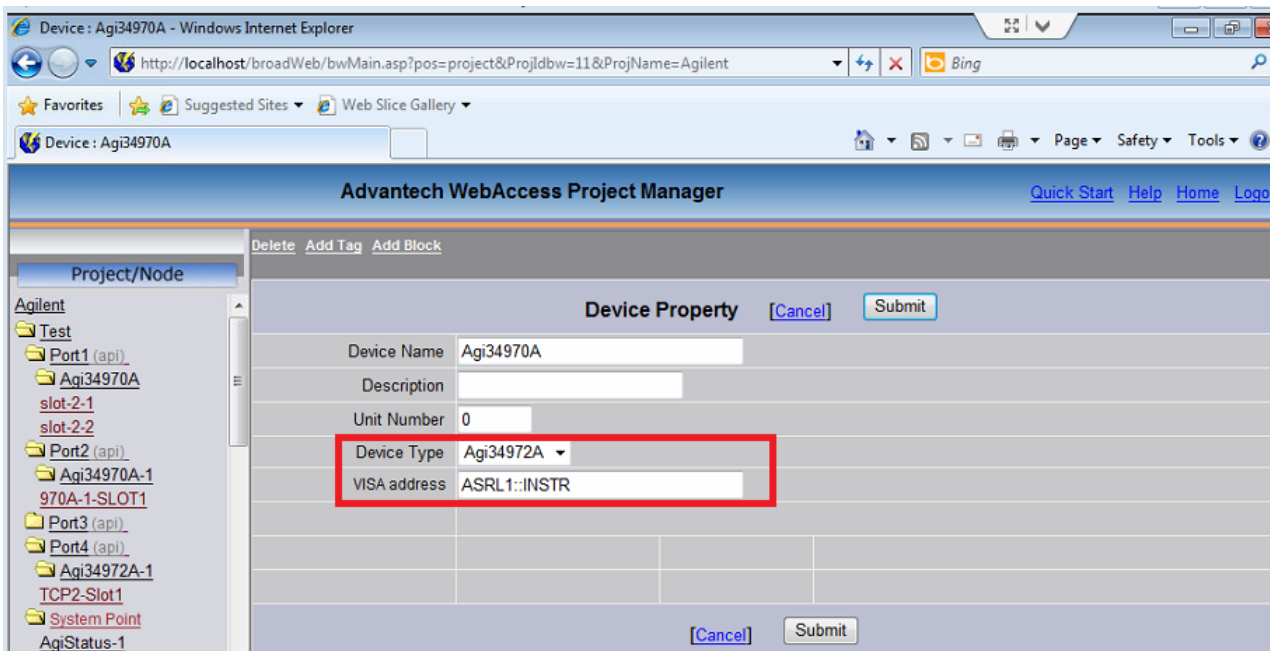 Device : Agi34970A - Windows Internet Explorer
http://localhost/broadWeb/bwMain.asp?pos=project&ProjIdbw=11&ProjName=Agilent
Bing
Favorites Suggested Sites Web Slice Gallery
Device : Agi34970A
Page Safety Tools
Advantech WebAccess Project Manager
Quick Start Help Home Logo
Delete Add Tag Add Block
Project/Node
Agilent
Test
Port1 (api)
Agi34970A
slot-2-1
slot-2-2
Port2 (api)
Agi34970A-1
970A-1-SLOT1
Port3 (api)
Port4 (api)
Agi34972A-1
TCP2-Slot1
System Point
AgiStatus-1
Device Property [Cancel] Submit
Device Name Agi34970A
Description
Unit Number 0
Device Type Agi34972A
VISA address ASRL1::INSTR
[Cancel] Submit